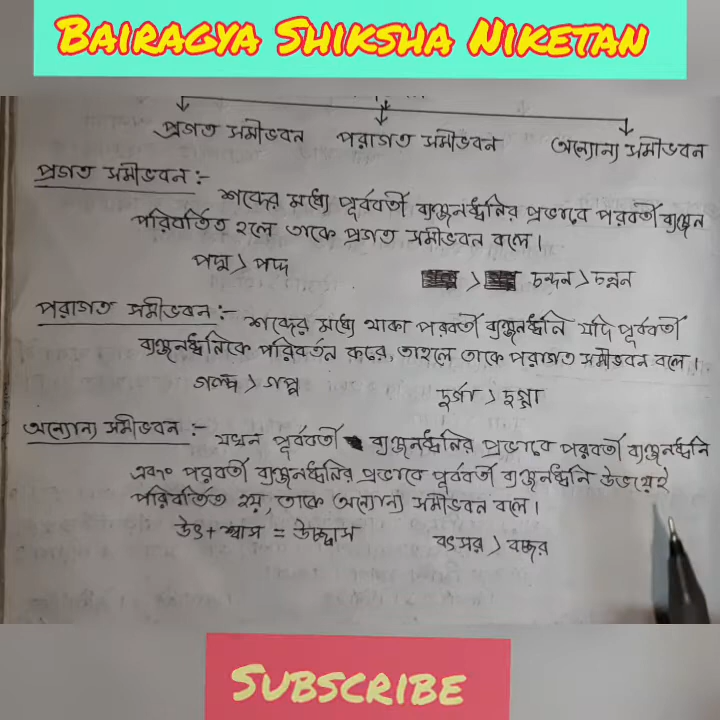 BAIRAGYA SHIKSHA NIKETAN
প্রগত সমীভবন পরাগত সমীভবন অন্যোন্য সমীভবন
প্রগত সমীভবন :-
শব্দের মধ্যে পূর্ববর্তী ব্যঞ্জনধ্বনির প্রভাবে পরবর্তী ব্যঞ্জন
পরিবর্তিত হলে তাকে প্রগত সমীভবন বলে।
পদ্ম > পদ্দ > চন্দন > চন্নন
পরাগত সমীভবন :-
শব্দের মধ্যে থাকা পরবর্তী ব্যঞ্জনধ্বনি যদি পূর্ববর্তী
ব্যঞ্জনধ্বনিকে পরিবর্তন করে, তাহলে তাকে পরাগত সমীভবন বলে।
গল্প > গপ্প দুর্গা > দুগ্গা
অন্যোন্য সমীভবন :-
যখন পূর্ববর্তী ব্যঞ্জনধ্বনির প্রভাবে পরবর্তী ব্যঞ্জনধ্বনি
এবং পরবর্তী ব্যঞ্জনধ্বনির প্রভাবে পূর্ববর্তী ব্যঞ্জনধ্বনি উভয়েই
পরিবর্তিত হয়, তাকে অন্যোন্য সমীভবন বলে।
উৎ + শ্বাস = উচ্ছ্বাস বৎসর > বচ্ছর
SUBSCRIBE